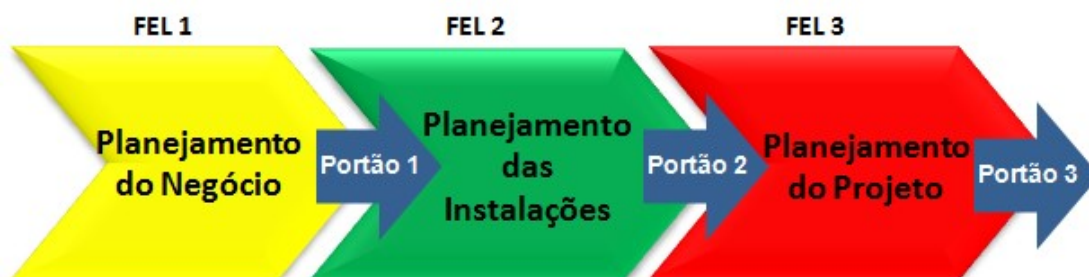 FEL 1
FEL 2
FEL 3
Planejamento
do Negócio
Portão 1
Planejamento
das
Instalações
Portão 2
Planejamento
do Projeto
Portão 3